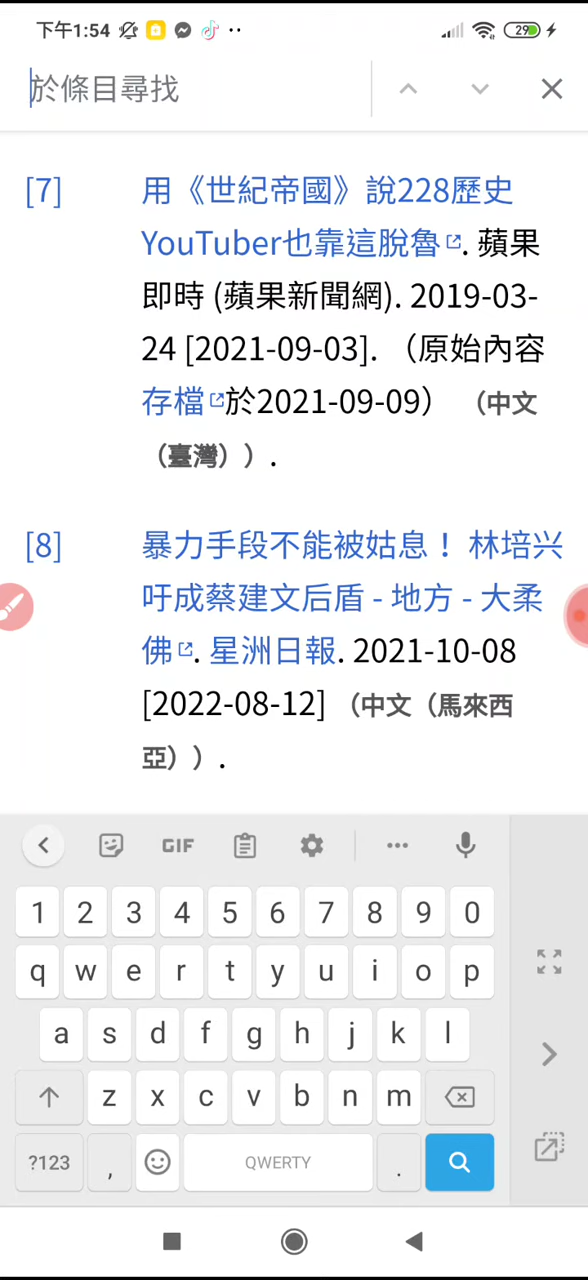 下午1:54
29
於條目尋找
[7] 用《世紀帝國》說228歷史
YouTuber也靠這脫魯. 蘋果
即時 (蘋果新聞網). 2019-03-
24 [2021-09-03]. （原始內容
存檔於2021-09-09） （中文
（臺灣））.
[8] 暴力手段不能被姑息！ 林培兴
吁成蔡建文后盾 - 地方 - 大柔
佛. 星洲日報. 2021-10-08
[2022-08-12] （中文（馬來西
亞））.
GIF
1 2 3 4 5 6 7 8 9 0
q w e r t y u i o p
a s d f g h j k l
z x c v b n m
?123 , QWERTY .